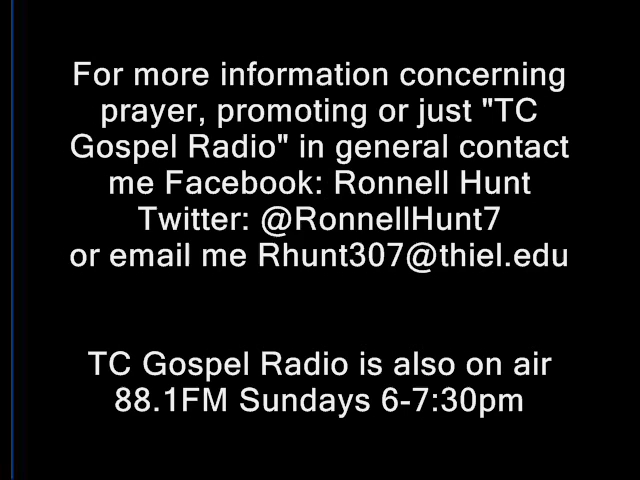 For more information concerning
prayer, promoting or just "TC
Gospel Radio" in general contact
me Facebook: Ronnell Hunt
Twitter: @RonnellHunt7
or email me Rhunt307@thiel.edu
TC Gospel Radio is also on air
88.1FM Sundays 6-7:30pm